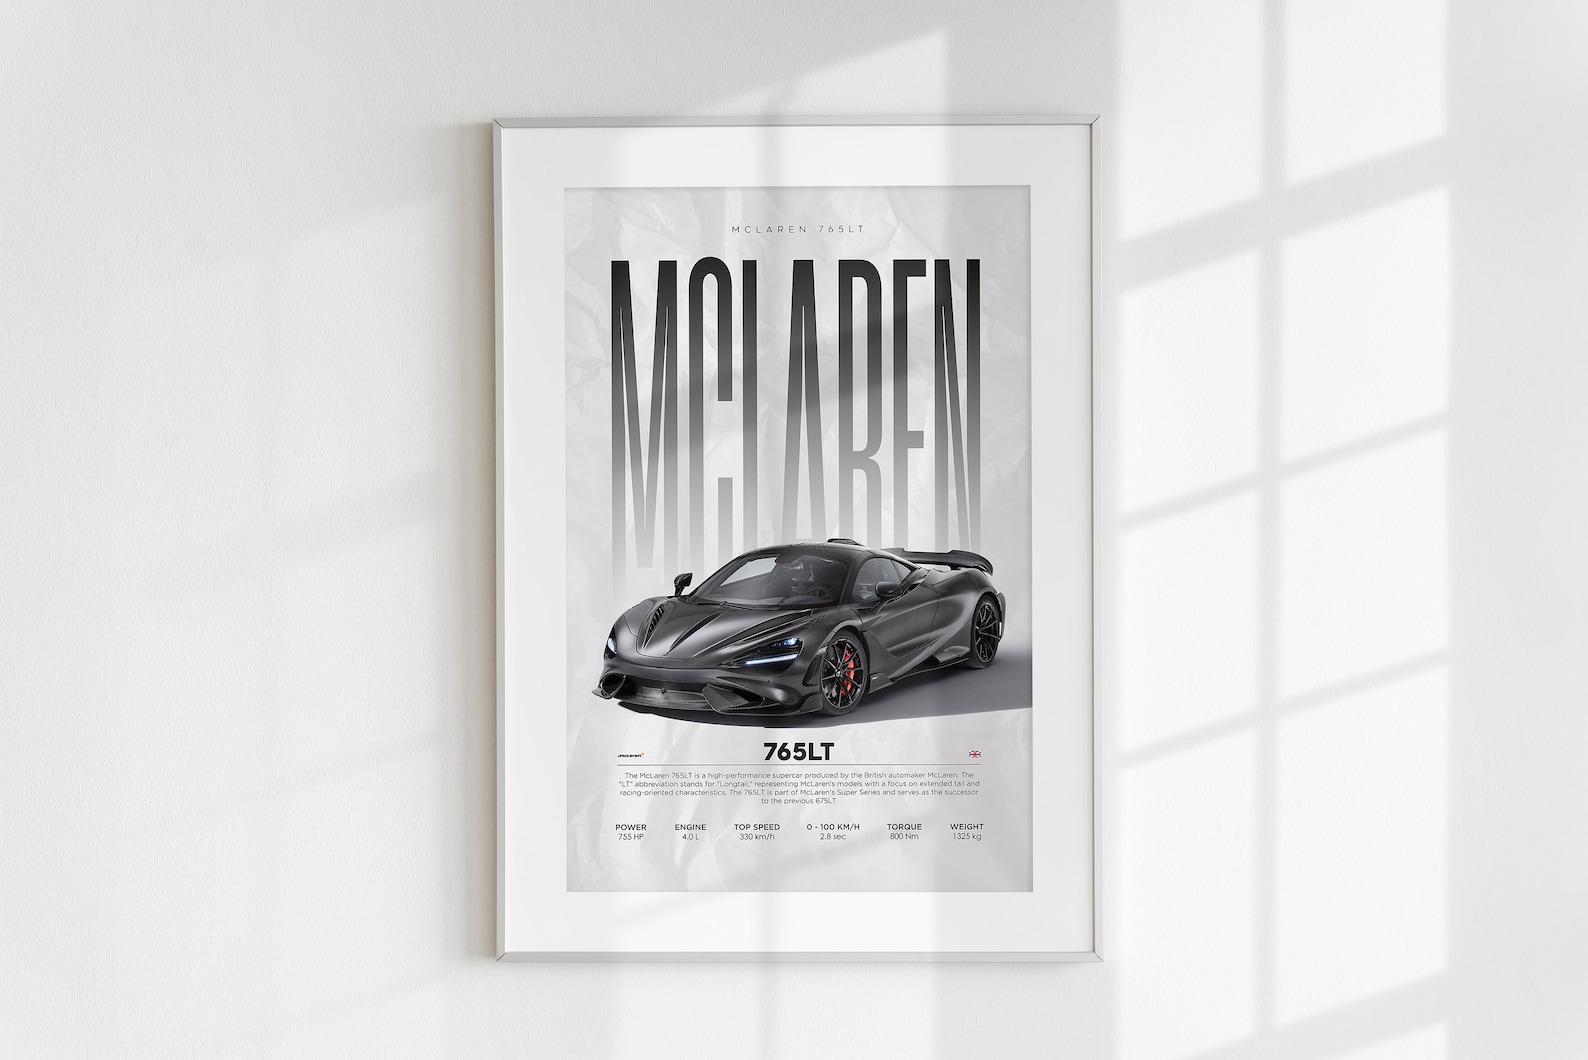 MCLAREN 765LT
MCLAREN
McLaren
765LT
The McLaren 765LT is a high-performance supercar produced by the British automaker McLaren. The
"LT" abbreviation stands for "Longtail," representing McLaren's models with a focus on extended tail and
racing-oriented characteristics. The 765LT is part of McLaren's Super Series and serves as the successor
to the previous 675LT.
POWER ENGINE TOP SPEED 0 - 100 KM/H TORQUE WEIGHT
755 HP 4.0 L 330 km/h 2.8 sec 800 Nm 1325 kg